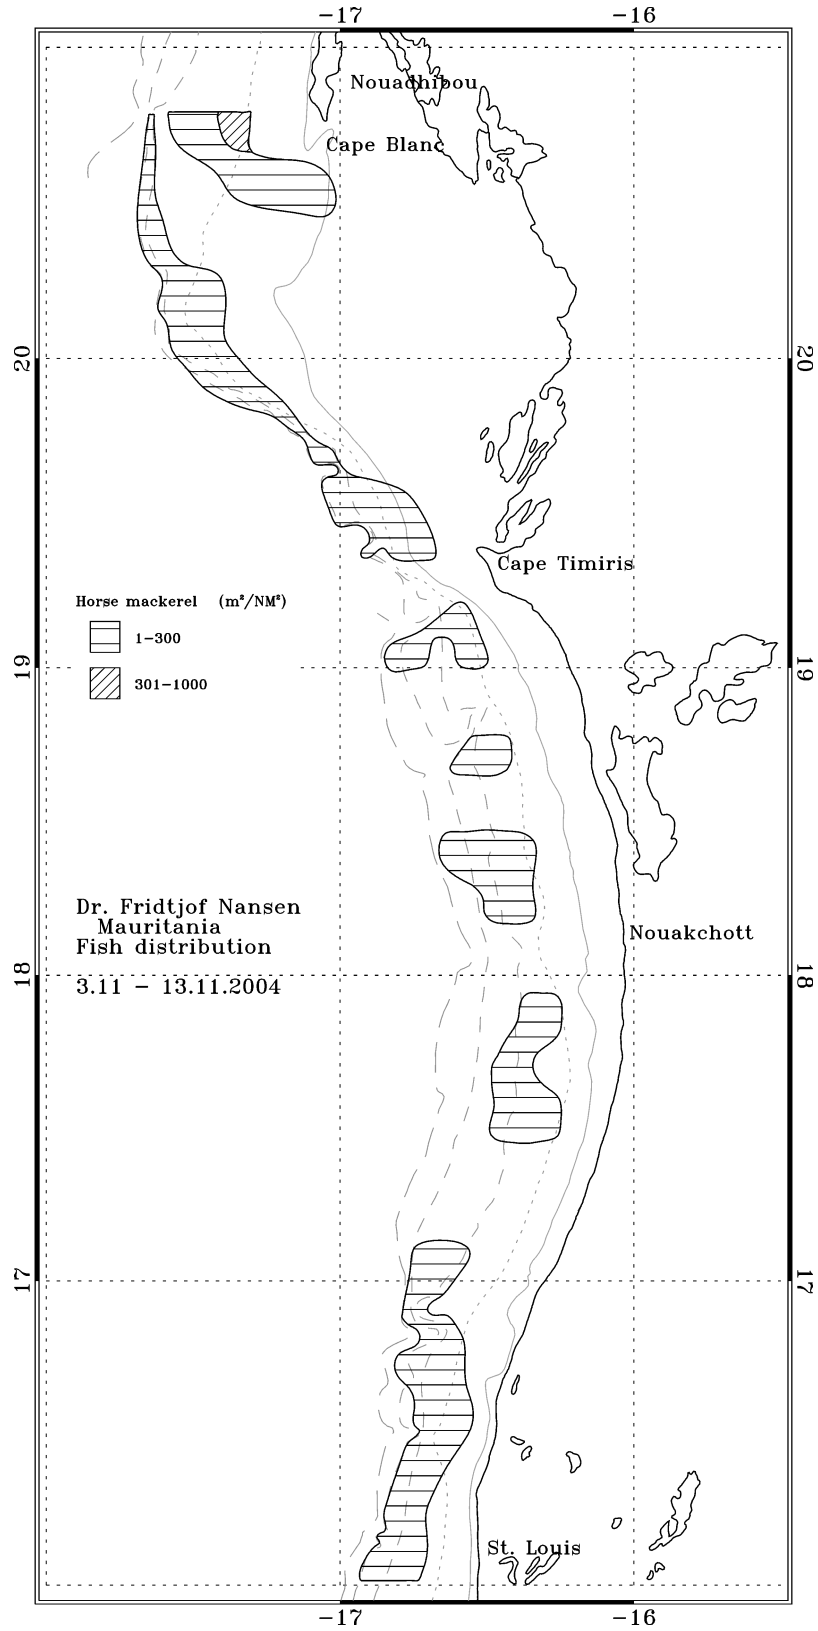 -17 -16
Nouadhibou
Cape Blanc
20 20
Cape Timiris
Horse mackerel (m²/NM²)
1-300
19 19
301-1000
Dr. Fridtjof Nansen
Mauritania
Nouakchott
Fish distribution
18 18
3.11 - 13.11.2004
17 17
St. Louis
-17 -16